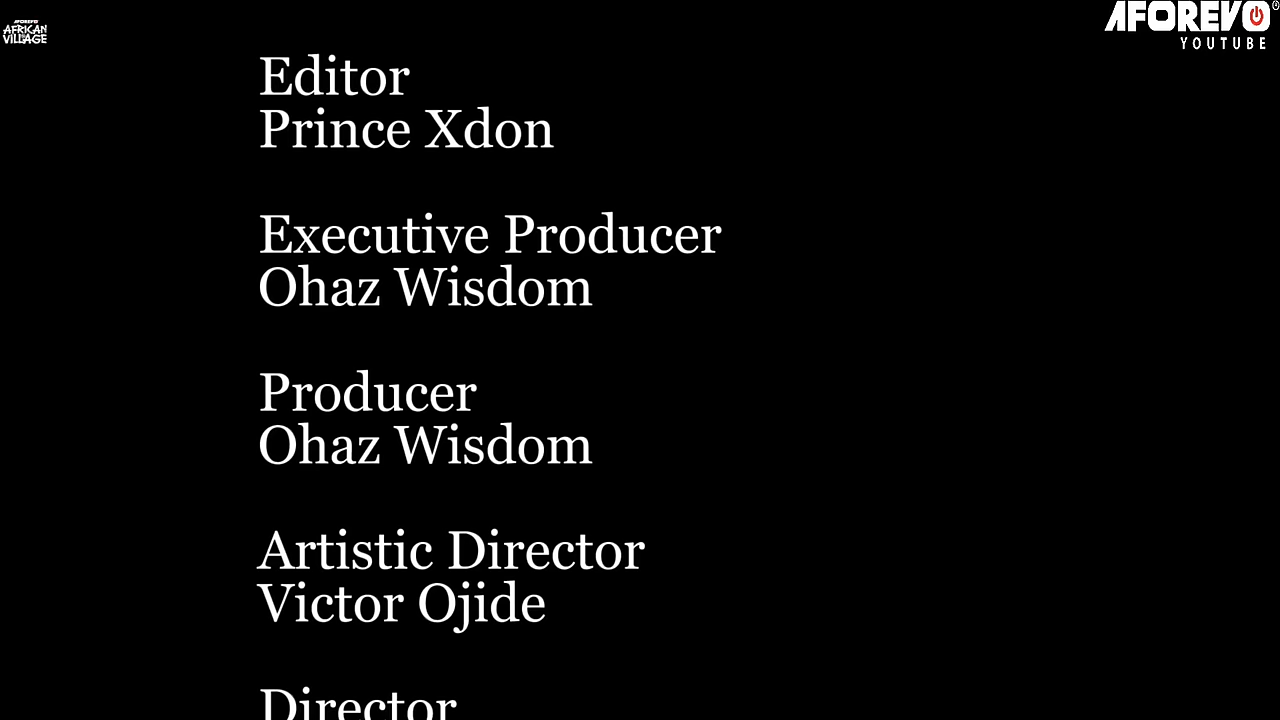 AFOREVO
AFRICAN
VILLAGE
AFOREVO
YOUTUBE
Editor
Prince Xdon
Executive Producer
Ohaz Wisdom
Producer
Ohaz Wisdom
Artistic Director
Victor Ojide
Director